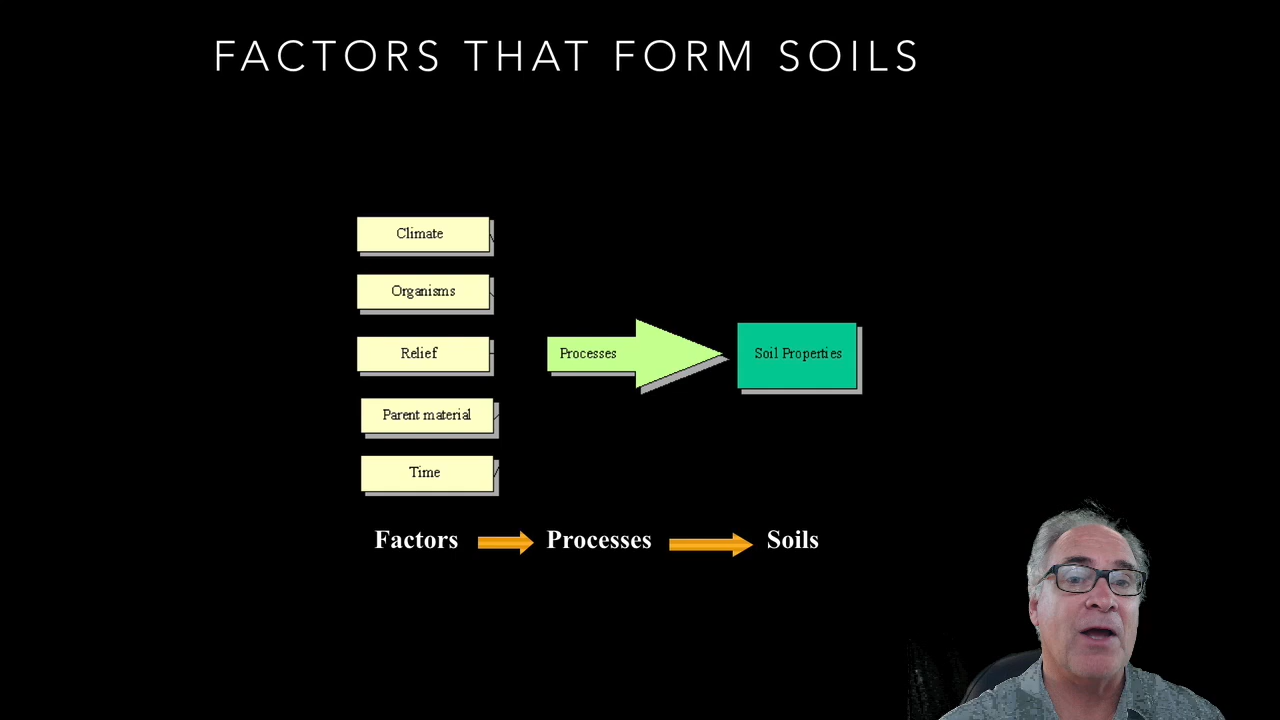 FACTORS THAT FORM SOILS
Climate
Organisms
Relief
Parent material
Time
Processes
Soil Properties
Factors Processes Soils